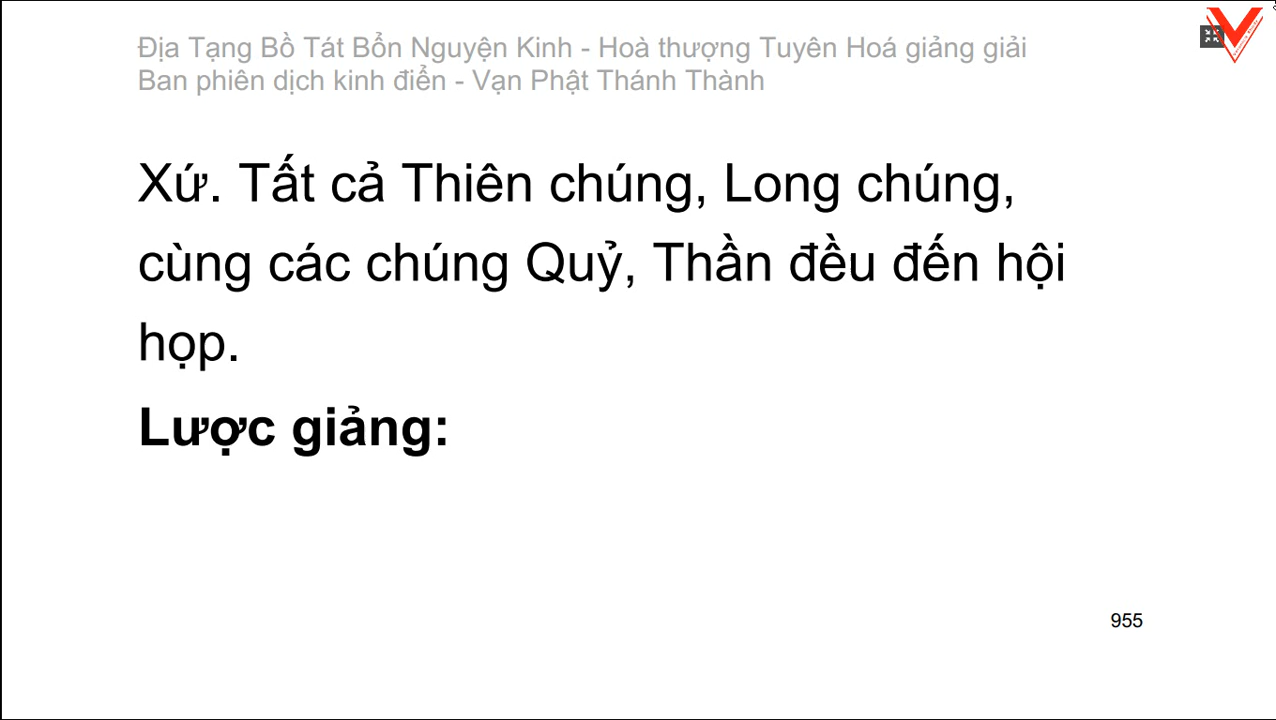 Địa Tạng Bồ Tát Bổn Nguyện Kinh - Hoà thượng Tuyên Hoá giảng giải
Ban phiên dịch kinh điển - Vạn Phật Thánh Thành
Xứ. Tất cả Thiên chúng, Long chúng,
cùng các chúng Quỷ, Thần đều đến hội
họp.
Lược giảng:
955